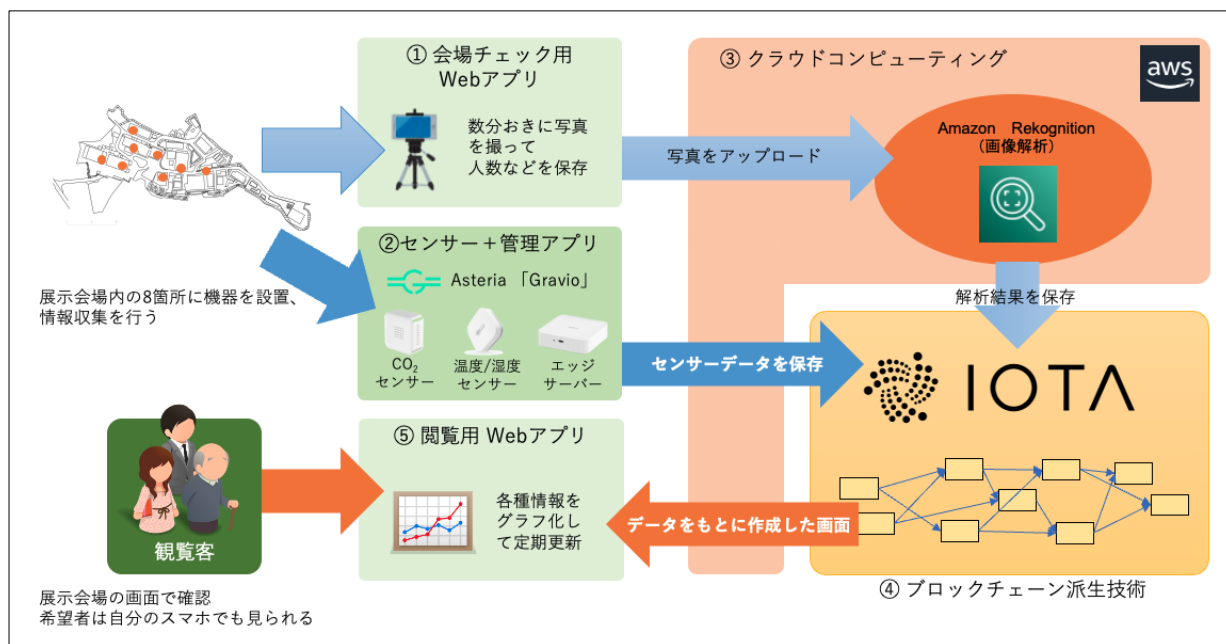 ① 会場チェック用
Webアプリ
数分おきに写真
を撮って
人数などを保存
写真をアップロード
③ クラウドコンピューティング
aws
Amazon Rekognition
（画像解析）
解析結果を保存
展示会場内の8箇所に機器を設置、
情報収集を行う
②センサー＋管理アプリ
Asteria 「Gravio」
CO₂
センサー
温度/湿度
センサー
エッジ
サーバー
センサーデータを保存
IOTA
④ ブロックチェーン派生技術
データをもとに作成した画面
⑤ 閲覧用 Webアプリ
各種情報を
グラフ化し
て定期更新
観覧客
展示会場の画面で確認
希望者は自分のスマホでも見られる